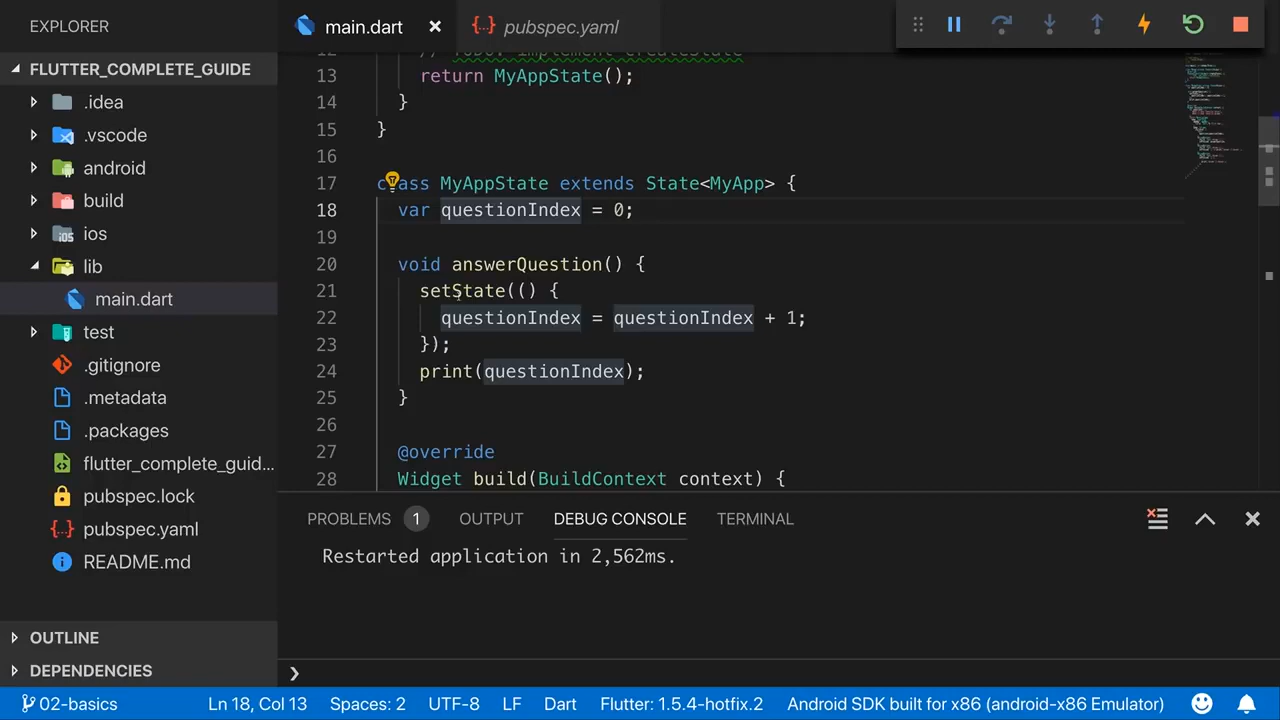 EXPLORER
FLUTTER_COMPLETE_GUIDE
.idea
.vscode
android
build
ios
lib
main.dart
test
.gitignore
.metadata
.packages
flutter_complete_guid...
pubspec.lock
pubspec.yaml
README.md
OUTLINE
DEPENDENCIES
main.dart
pubspec.yaml
12 // TODO: implement createState
13 return MyAppState();
14 }
15 }
16
17 class MyAppState extends State<MyApp> {
18 var questionIndex = 0;
19
20 void answerQuestion() {
21 setState(() {
22 questionIndex = questionIndex + 1;
23 });
24 print(questionIndex);
25 }
26
27 @override
28 Widget build(BuildContext context) {
PROBLEMS 1 OUTPUT DEBUG CONSOLE TERMINAL
Restarted application in 2,562ms.
02-basics Ln 18, Col 13 Spaces: 2 UTF-8 LF Dart Flutter: 1.5.4-hotfix.2 Android SDK built for x86 (android-x86 Emulator)